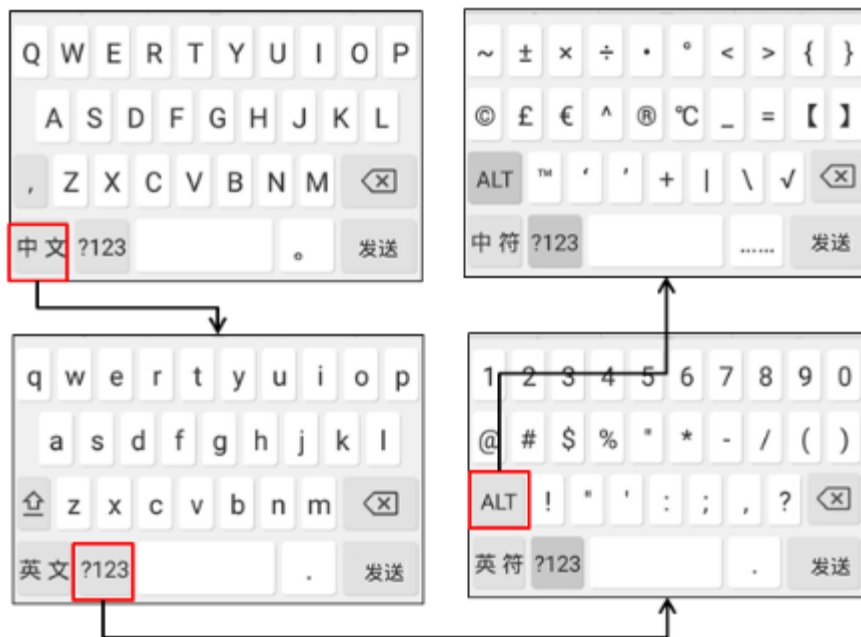 Q W E R T Y U I O P
A S D F G H J K L
, Z X C V B N M
中文 ?123 。 发送
~ ± × ÷ • ° < > { }
© £ € ^ ® ℃ _ = 【 】
ALT ™ ‘ ’ + | \ √
中符 ?123 …… 发送
q w e r t y u i o p
a s d f g h j k l
z x c v b n m
英文 ?123 . 发送
1 2 3 4 5 6 7 8 9 0
@ # $ % " * - / ( )
ALT ! " ' : ; , ?
英符 ?123 . 发送